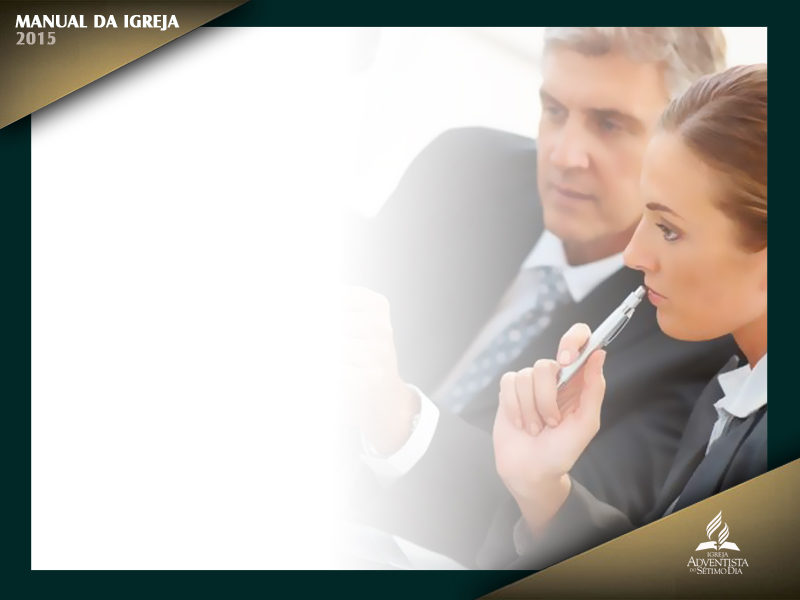 MANUAL DA IGREJA
2015
IGREJA
ADVENTISTA
DO SÉTIMO DIA